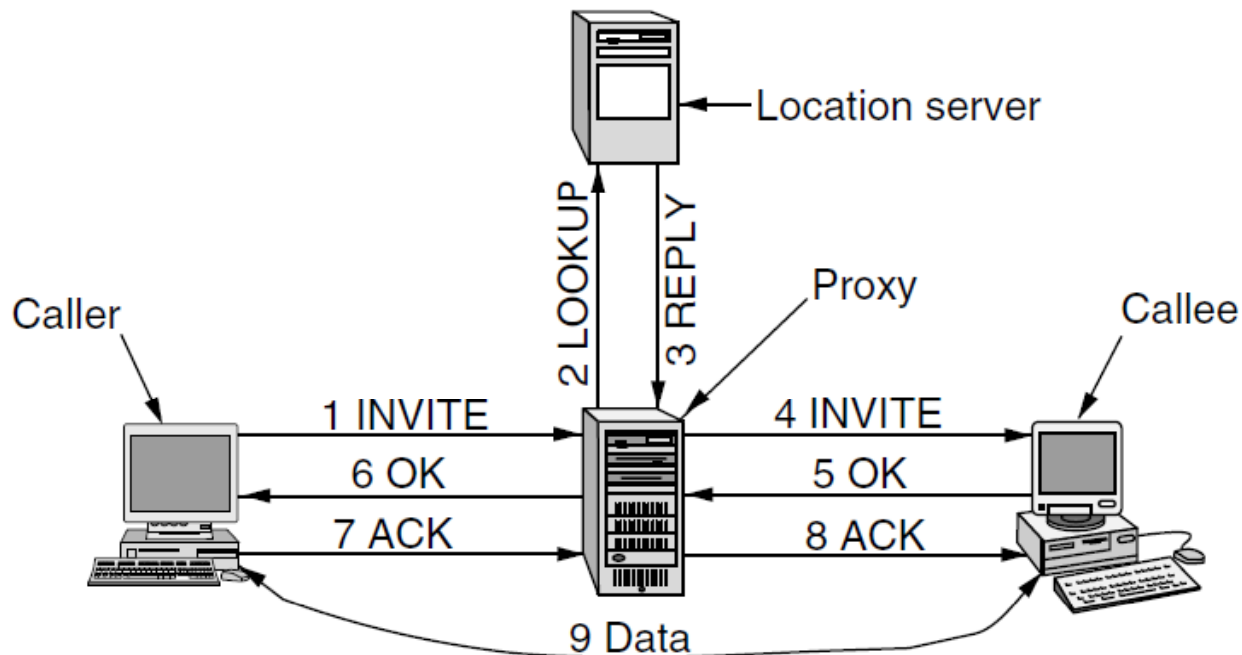 Location server
2 LOOKUP
3 REPLY
Proxy
Caller
Callee
1 INVITE
4 INVITE
6 OK
5 OK
7 ACK
8 ACK
9 Data